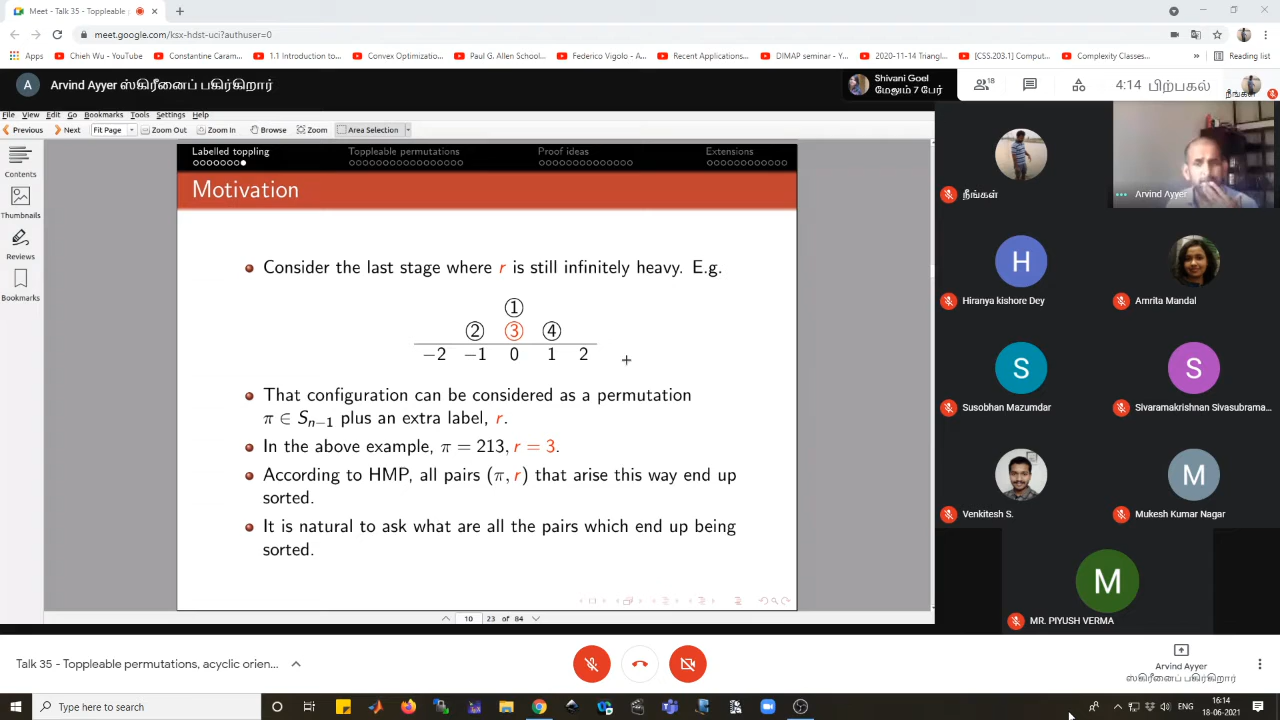 Meet - Talk 35 - Toppleable
meet.google.com/ksx-hdst-uci?authuser=0
Apps Chieh Wu - YouTube Constantine Caram... 1.1 Introduction to... Convex Optimizatio... Paul G. Allen School... Federico Vigolo - A... Recent Applications... DIMAP seminar - Y... 2020-11-14 Triangl... [CSS.203,1] Comput... Complexity Classes... » Reading list
A Arvind Ayyer ஸ்கிரீனைப் பகிர்கிறார்
Shivani Goel
மேலும் 7 பேர்
18
4:14 பிற்பகல்
நீங்கள்
File View Edit Go Bookmarks Tools Settings Help
Previous Next Fit Page Zoom Out Zoom In Browse Zoom Area Selection
Contents
Thumbnails
Reviews
Bookmarks
Labelled toppling Toppleable permutations Proof ideas Extensions
Motivation
Consider the last stage where r is still infinitely heavy. E.g.
1
2 3 4
−2 −1 0 1 2
That configuration can be considered as a permutation
π ∈ Sn−1 plus an extra label, r.
In the above example, π = 213, r = 3.
According to HMP, all pairs (π, r) that arise this way end up
sorted.
It is natural to ask what are all the pairs which end up being
sorted.
10 23 of 84
நீங்கள்
Arvind Ayyer
H
Hiranya kishore Dey
Amrita Mandal
S
Susobhan Mazumdar
S
Sivaramakrishnan Sivasubrama...
Venkitesh S.
M
Mukesh Kumar Nagar
M
MR. PIYUSH VERMA
Talk 35 - Toppleable permutations, acyclic orien...
Arvind Ayyer
ஸ்கிரீனைப் பகிர்கிறார்
Type here to search
ENG
16:14
18-06-2021